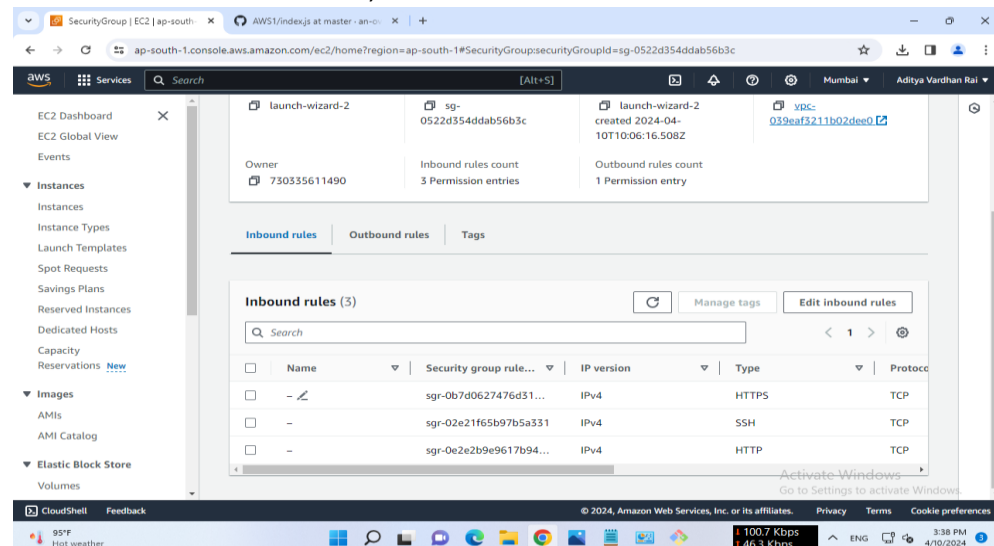 SecurityGroup | EC2 | ap-south-
AWS1/index.js at master · an-ov
ap-south-1.console.aws.amazon.com/ec2/home?region=ap-south-1#SecurityGroup:securityGroupId=sg-0522d354ddab56b3c
aws Services Search [Alt+S] Mumbai Aditya Vardhan Rai
EC2 Dashboard
EC2 Global View
Events
Instances
Instances
Instance Types
Launch Templates
Spot Requests
Savings Plans
Reserved Instances
Dedicated Hosts
Capacity
Reservations New
Images
AMIs
AMI Catalog
Elastic Block Store
Volumes
launch-wizard-2
sg-
0522d354ddab56b3c
launch-wizard-2
created 2024-04-
10T10:06:16.508Z
vpc-
039eaf3211b02dee0
Owner
730335611490
Inbound rules count
3 Permission entries
Outbound rules count
1 Permission entry
Inbound rules Outbound rules Tags
Inbound rules (3) Manage tags Edit inbound rules
Search 1
Name Security group rule... IP version Type Protoco
– sgr-0b7d0627476d31... IPv4 HTTPS TCP
– sgr-02e21f65b97b5a331 IPv4 SSH TCP
– sgr-0e2e2b9e9617b94... IPv4 HTTP TCP
Activate Windows
Go to Settings to activate Windows.
CloudShell Feedback © 2024, Amazon Web Services, Inc. or its affiliates. Privacy Terms Cookie preferences
95°F
Hot weather
100.7 Kbps
46.3 Kbps
ENG
3:38 PM
4/10/2024
3